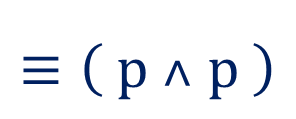 ≡ ( p ∧ p )